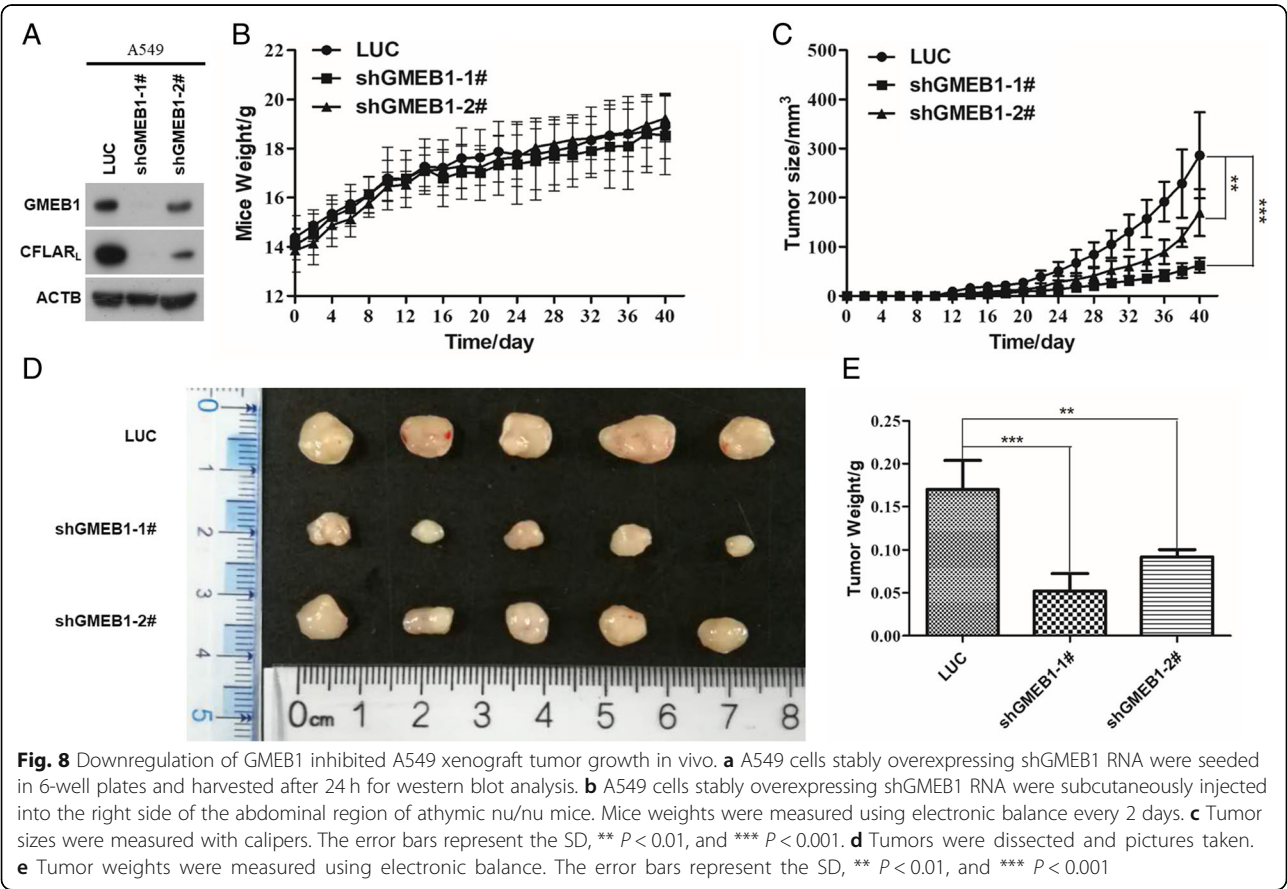 A
A549
LUC
shGMEB1-1#
shGMEB1-2#
GMEB1
CFLARL
ACTB
B
LUC
shGMEB1-1#
shGMEB1-2#
Mice Weight/g
22
20
18
16
14
12
0 4 8 12 16 20 24 28 32 36 40
Time/day
C
LUC
shGMEB1-1#
shGMEB1-2#
Tumor size/mm³
500
400
300
200
100
0
0 4 8 12 16 20 24 28 32 36 40
Time/day
**
***
D
LUC
shGMEB1-1#
shGMEB1-2#
0
1
2
3
4
5
0cm 1 2 3 4 5 6 7 8
E
Tumor Weight/g
0.25
0.20
0.15
0.10
0.05
0.00
**
***
LUC
shGMEB1-1#
shGMEB1-2#
Fig. 8 Downregulation of GMEB1 inhibited A549 xenograft tumor growth in vivo. a A549 cells stably overexpressing shGMEB1 RNA were seeded
in 6-well plates and harvested after 24 h for western blot analysis. b A549 cells stably overexpressing shGMEB1 RNA were subcutaneously injected
into the right side of the abdominal region of athymic nu/nu mice. Mice weights were measured using electronic balance every 2 days. c Tumor
sizes were measured with calipers. The error bars represent the SD, ** P < 0.01, and *** P < 0.001. d Tumors were dissected and pictures taken.
e Tumor weights were measured using electronic balance. The error bars represent the SD, ** P < 0.01, and *** P < 0.001